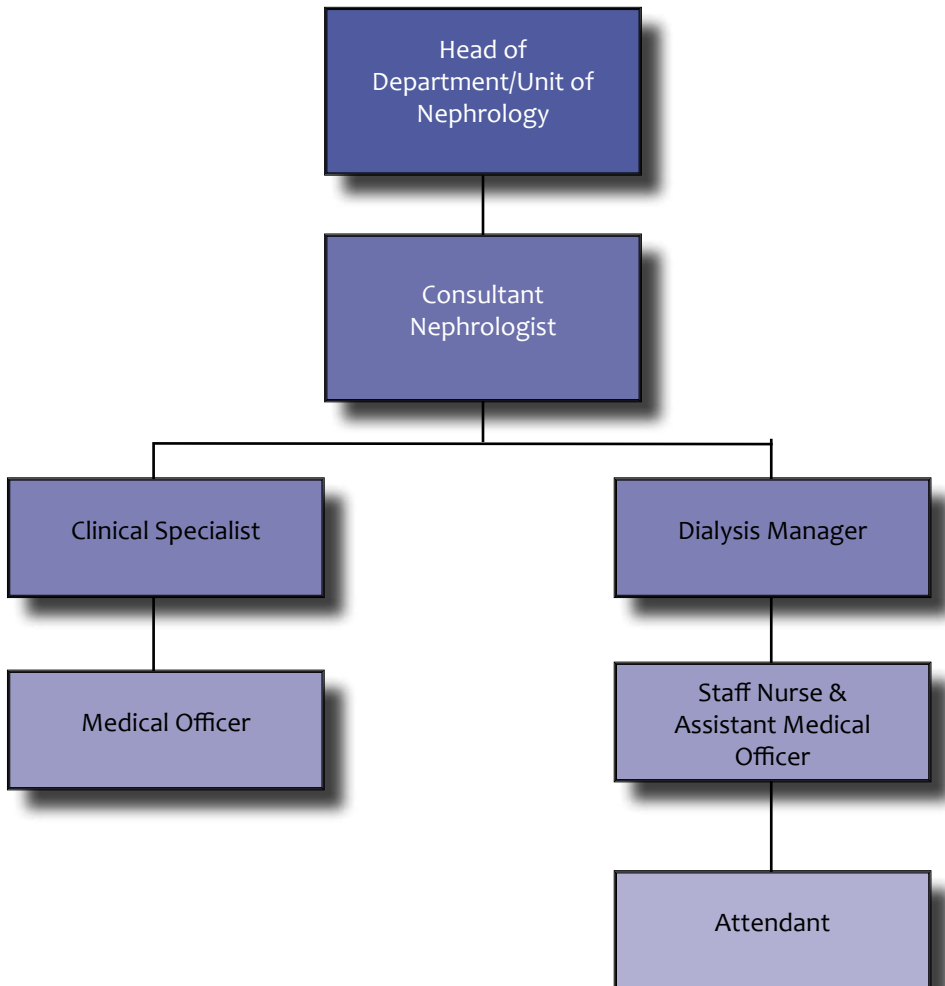 Head of
Department/Unit of
Nephrology
Consultant
Nephrologist
Clinical Specialist
Dialysis Manager
Medical Officer
Staff Nurse &
Assistant Medical
Officer
Attendant